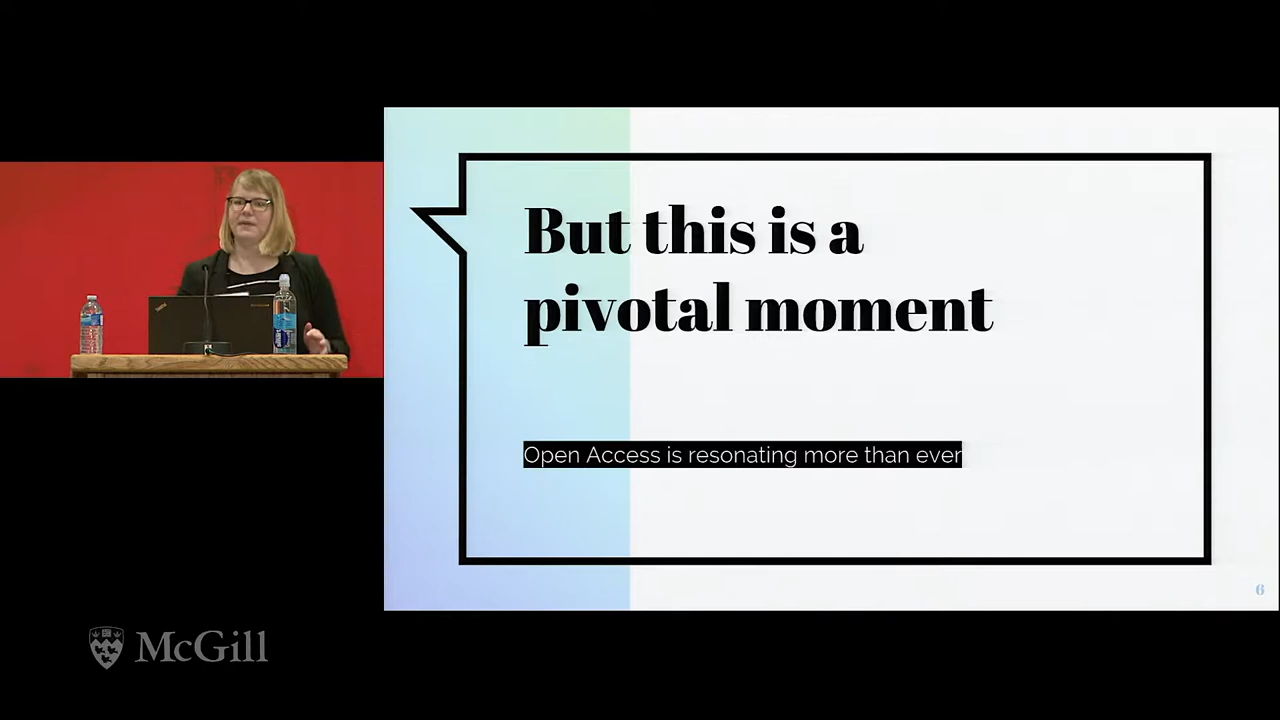 But this is a
pivotal moment
Open Access is resonating more than ever
6
McGill